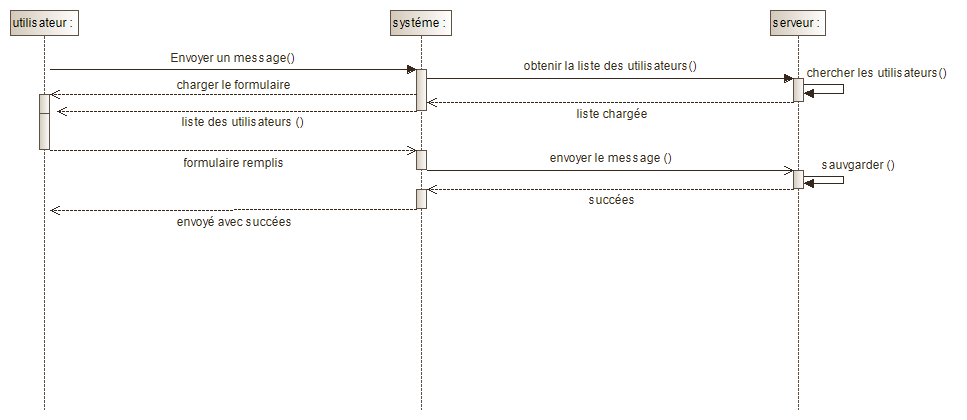 utilisateur :
systéme :
serveur :
Envoyer un message()
obtenir la liste des utilisateurs()
chercher les utilisateurs()
charger le formulaire
liste chargée
liste des utilisateurs ()
formulaire remplis
envoyer le message ()
sauvgarder ()
succées
envoyé avec succées